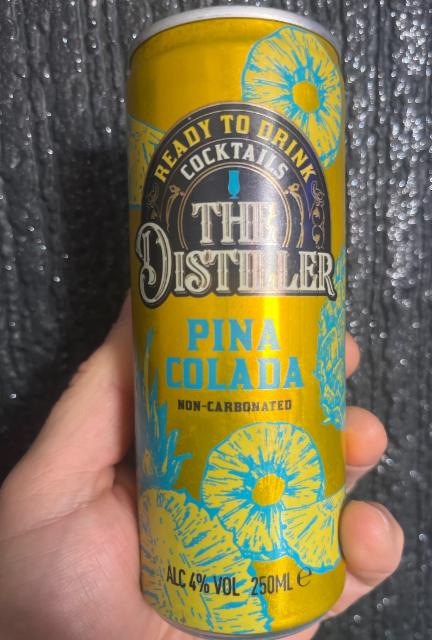 READY TO DRINK
COCKTAILS
THE
DISTILLER
PINA
COLADA
NON-CARBONATED
ALC 4% VOL 250ML ℮